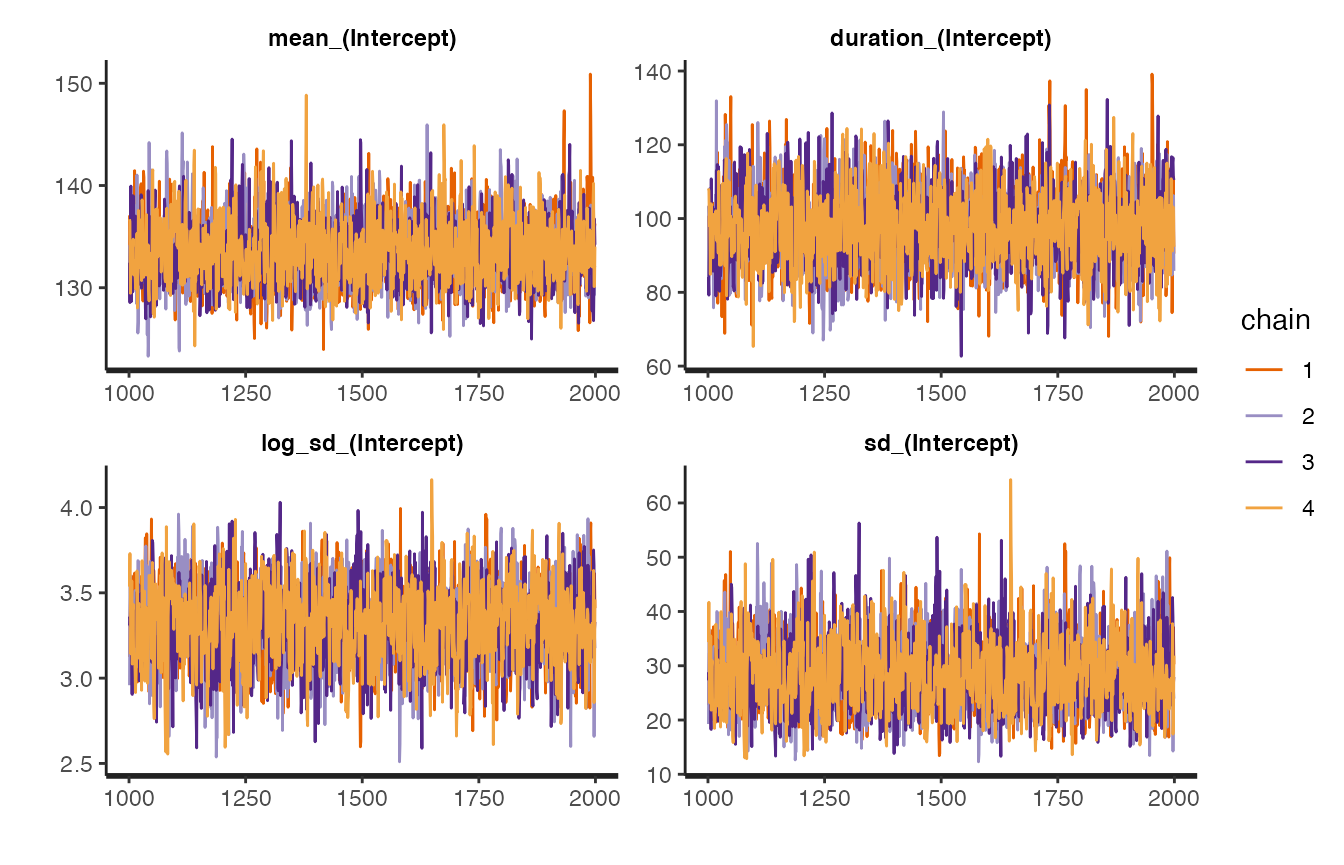 mean_(Intercept)
150
140
130
1000 1250 1500 1750 2000
duration_(Intercept)
140
120
100
80
60
1000 1250 1500 1750 2000
log_sd_(Intercept)
4.0
3.5
3.0
2.5
1000 1250 1500 1750 2000
sd_(Intercept)
60
50
40
30
20
10
1000 1250 1500 1750 2000
chain
1
2
3
4